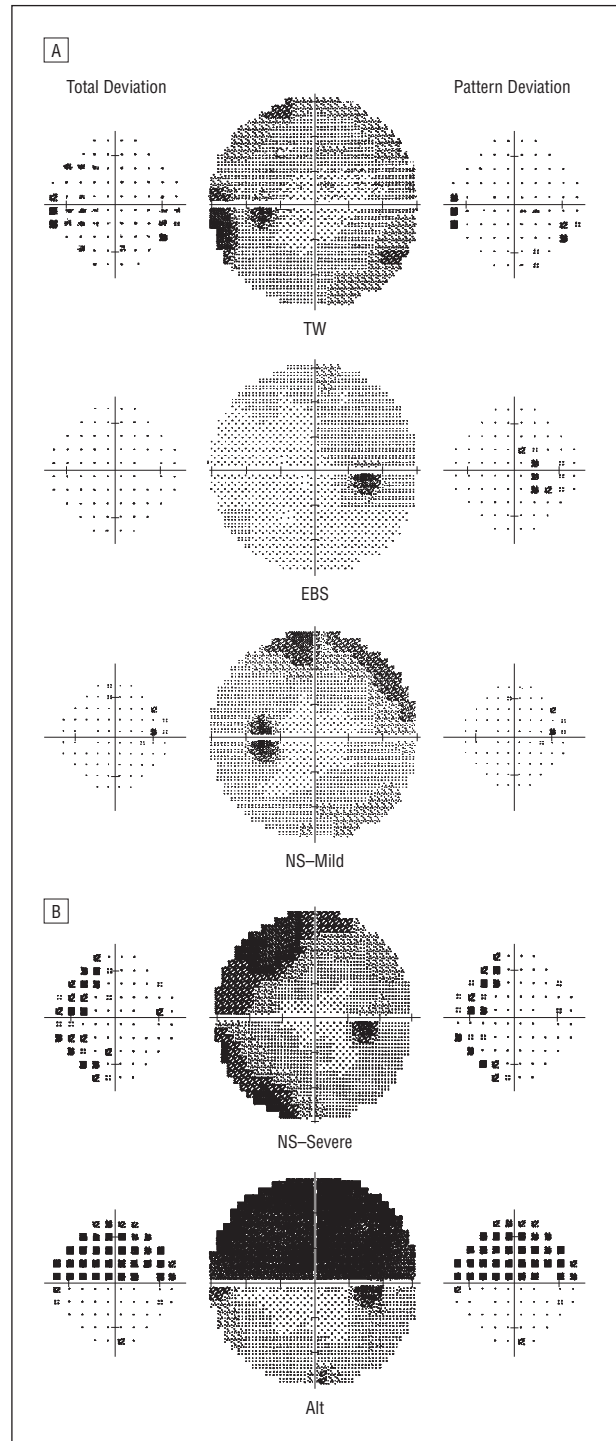 A
Total Deviation
Pattern Deviation
TW
EBS
NS–Mild
B
NS–Severe
Alt